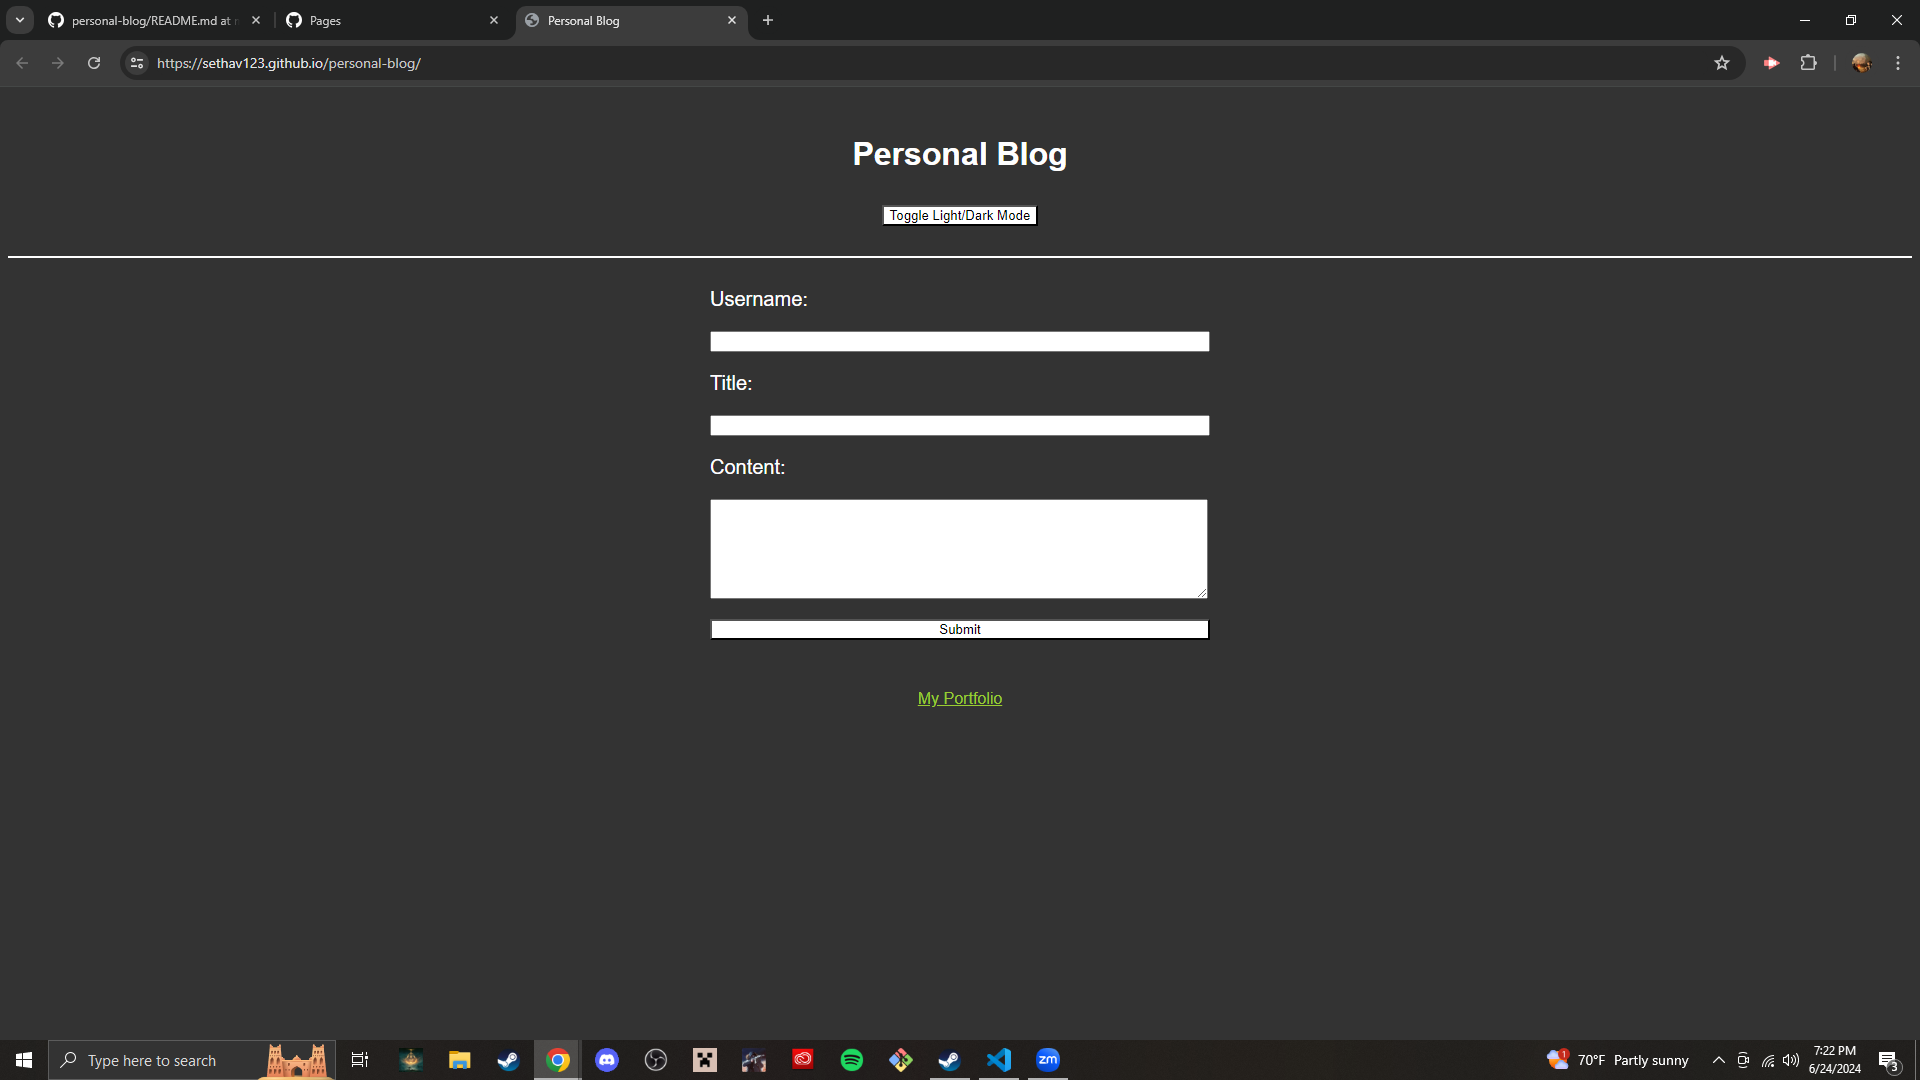 personal-blog/README.md at
Pages
Personal Blog
https://sethav123.github.io/personal-blog/
Personal Blog
Toggle Light/Dark Mode
Username:
Title:
Content:
Submit
My Portfolio
Type here to search
zm
1
70°F Partly sunny
7:22 PM
6/24/2024
3